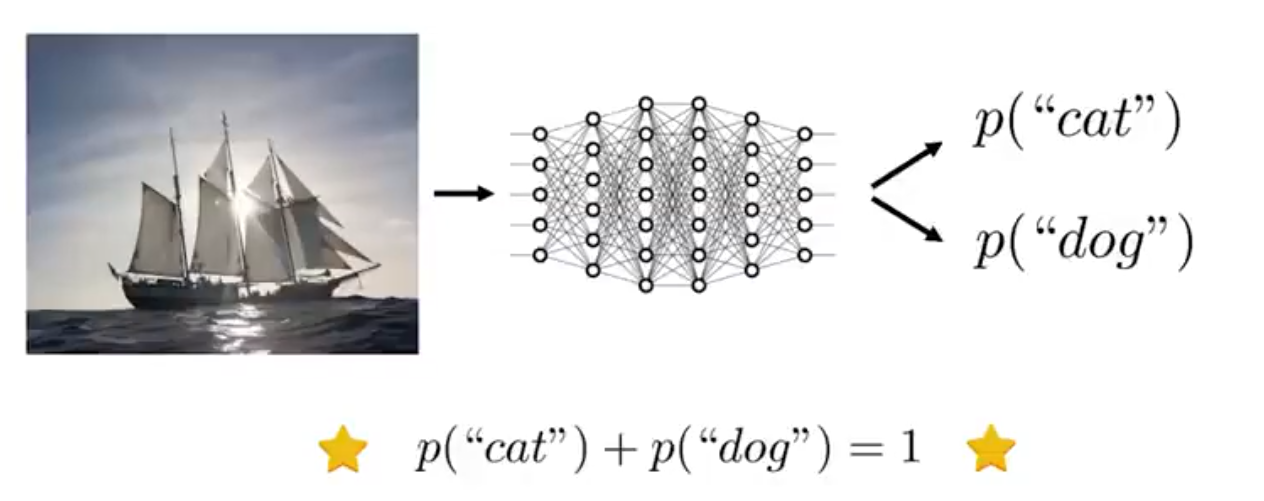 p(“cat”)
p(“dog”)
p(“cat”) + p(“dog”) = 1